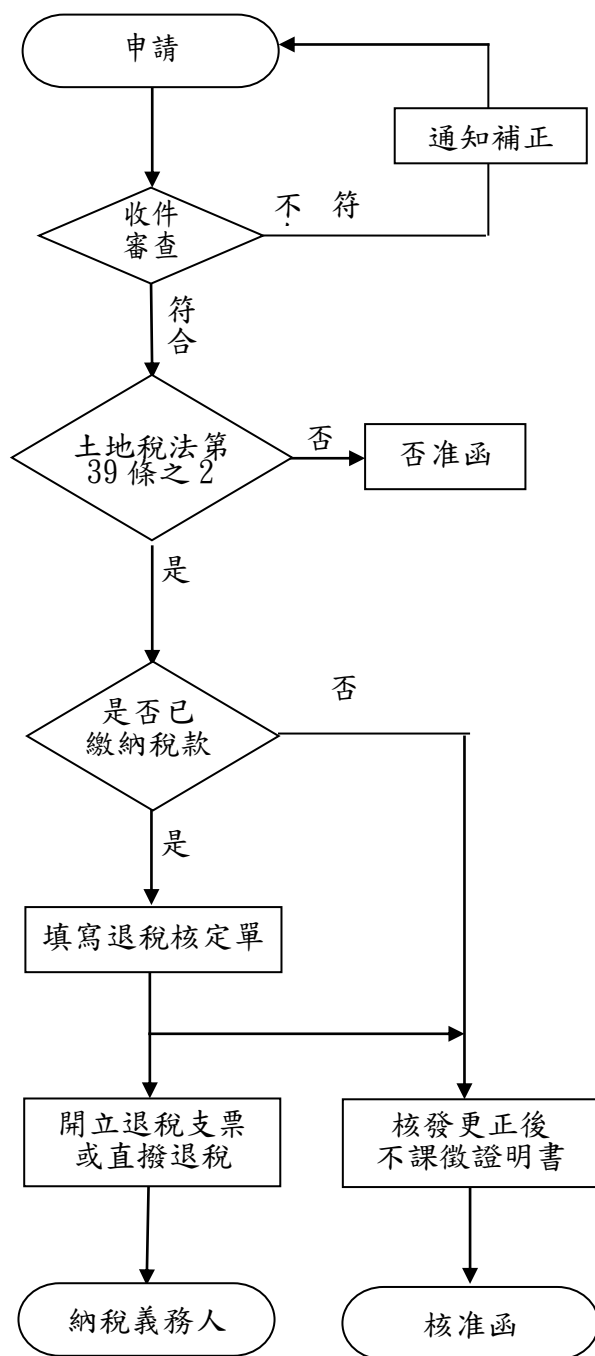 申請
通知補正
收件
審查
不 符
符
合
土地稅法第
39 條之 2
否
否准函
是
是否已
繳納稅款
否
是
填寫退稅核定單
開立退稅支票
或直撥退稅
核發更正後
不課徵證明書
納稅義務人
核准函